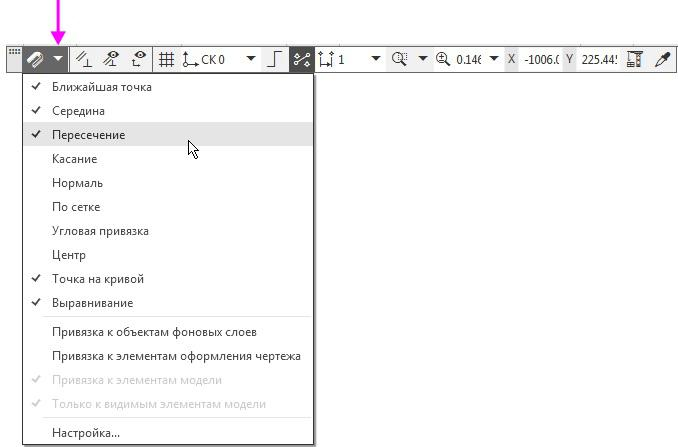 СК 0 1 0.146 X -1006.0 Y 225.445
Ближайшая точка
Середина
Пересечение
Касание
Нормаль
По сетке
Угловая привязка
Центр
Точка на кривой
Выравнивание
Привязка к объектам фоновых слоев
Привязка к элементам оформления чертежа
Привязка к элементам модели
Только к видимым элементам модели
Настройка...